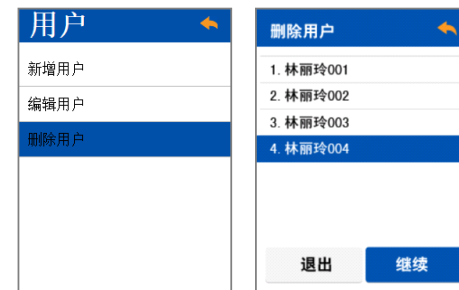 用户
新增用户
编辑用户
删除用户
删除用户
1. 林丽玲001
2. 林丽玲002
3. 林丽玲003
4. 林丽玲004
退出
继续